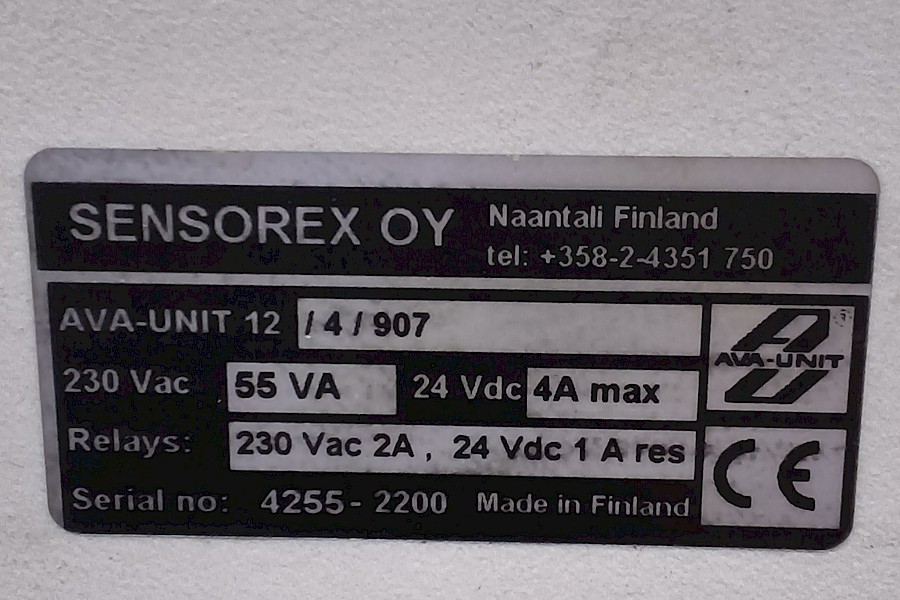 SENSOREX OY
Naantali Finland
tel: +358-2-4351 750
AVA-UNIT 12 / 4 / 907
AVA-UNIT
230 Vac 55 VA 24 Vdc 4A max
Relays: 230 Vac 2A , 24 Vdc 1 A res
CE
Serial no: 4255- 2200 Made in Finland